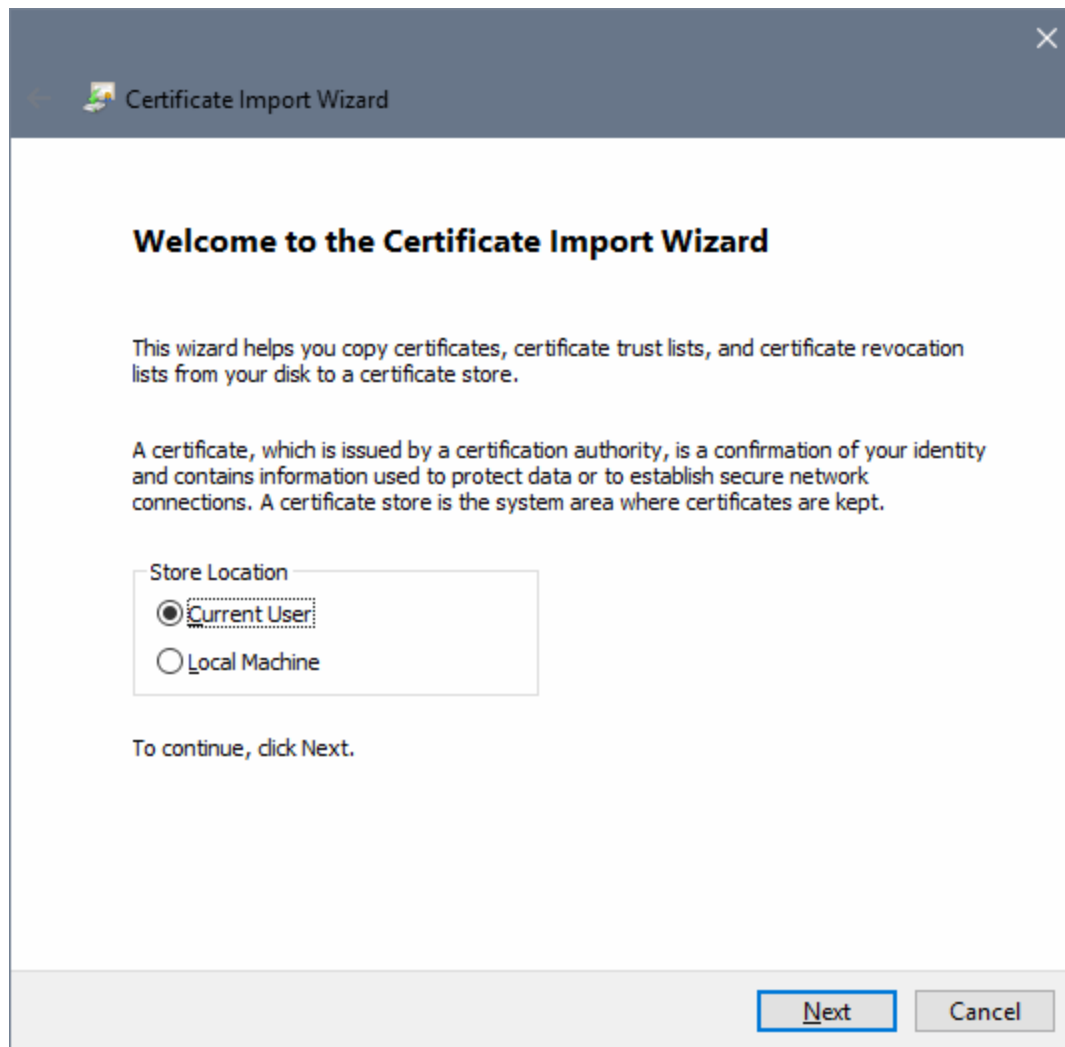 Certificate Import Wizard
Welcome to the Certificate Import Wizard
This wizard helps you copy certificates, certificate trust lists, and certificate revocation
lists from your disk to a certificate store.
A certificate, which is issued by a certification authority, is a confirmation of your identity
and contains information used to protect data or to establish secure network
connections. A certificate store is the system area where certificates are kept.
Store Location
Current User
Local Machine
To continue, click Next.
Next
Cancel